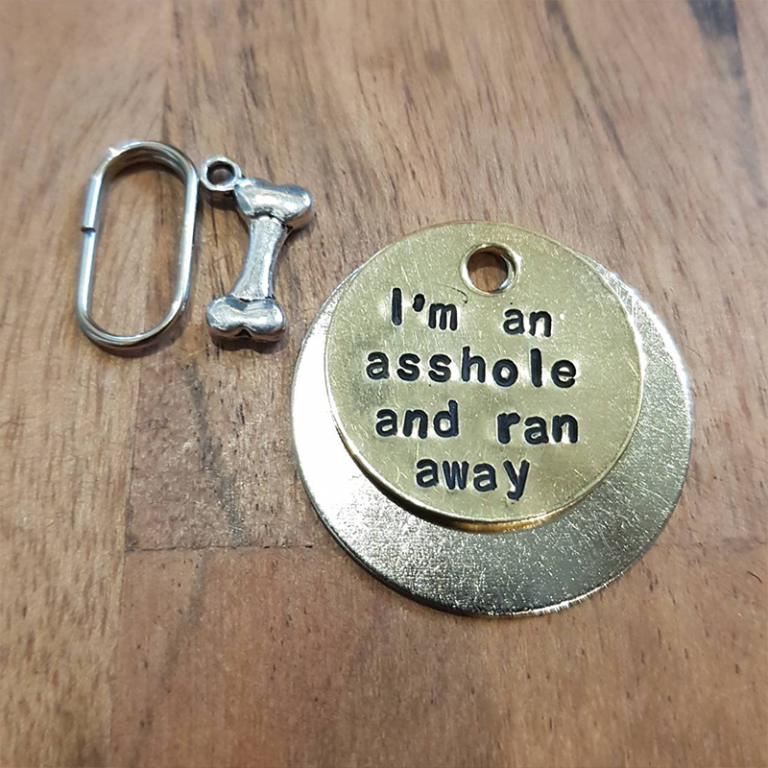 I'm an
asshole
and ran
away